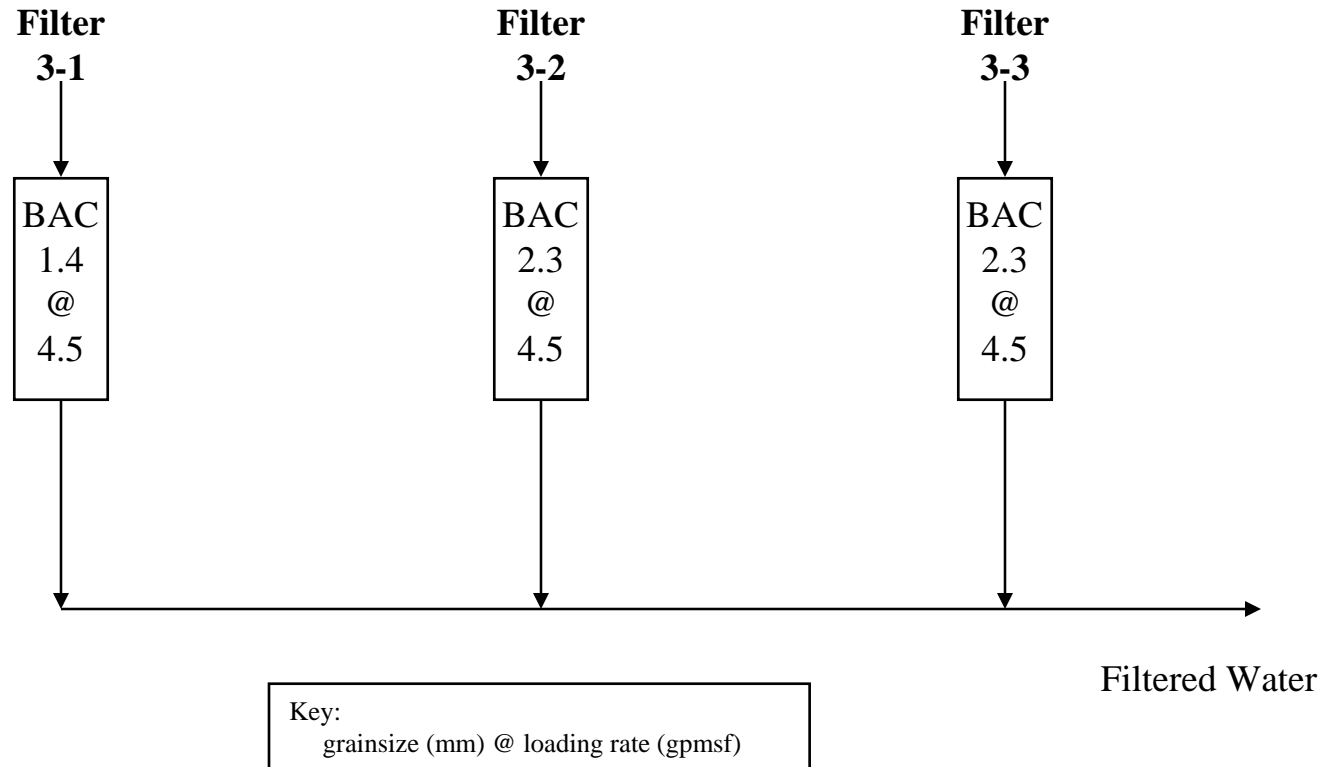 Filter
3-1
Filter
3-2
Filter
3-3
BAC
1.4
@
4.5
BAC
2.3
@
4.5
BAC
2.3
@
4.5
Filtered Water
Key:
grainsize (mm) @ loading rate (gpmsf)